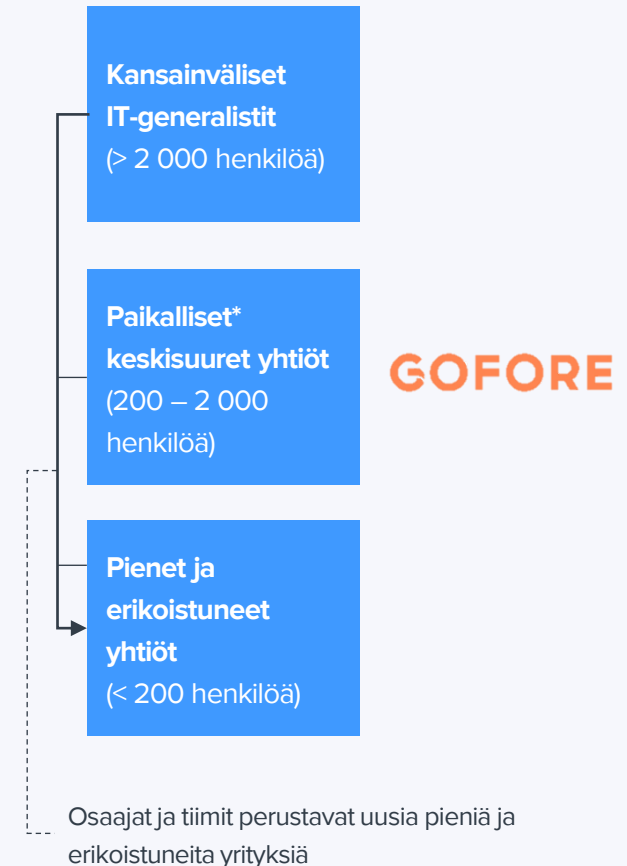 Kansainväliset
IT-generalistit
(> 2 000 henkilöä)
Paikalliset*
keskisuuret yhtiöt
(200 – 2 000
henkilöä)
GOFORE
Pienet ja
erikoistuneet
yhtiöt
(< 200 henkilöä)
Osaajat ja tiimit perustavat uusia pieniä ja
erikoistuneita yrityksiä